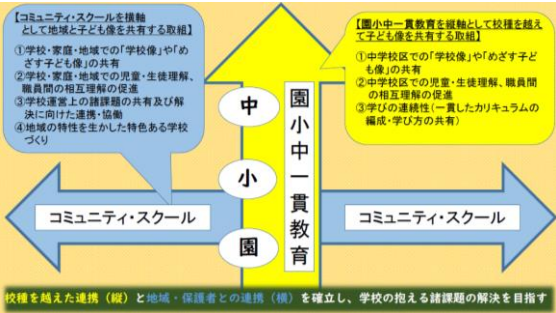 【コミュニティ・スクールを横軸
として地域と子ども像を共有する取組】
①学校・家庭・地域での「学校像」や「め
ざす子ども像」の共有
②学校・家庭・地域での児童・生徒理解、
職員間の相互理解の促進
③学校運営上の諸課題の共有及び解
決に向けた連携・協働
④地域の特性を生かした特色ある学校
づくり
【園小中一貫教育を縦軸として校種を越え
て子ども像を共有する取組】
①中学校区での「学校像」や「めざす子ど
も像」の共有
②中学校区での児童・生徒理解、職員間
の相互理解の促進
③学びの連続性（一貫したカリキュラムの
編成・学び方の共有）
中
小
園
園小中一貫教育
コミュニティ・スクール
コミュニティ・スクール
校種を越えた連携（縦）と地域・保護者との連携（横）を確立し、学校の抱える諸課題の解決を目指す